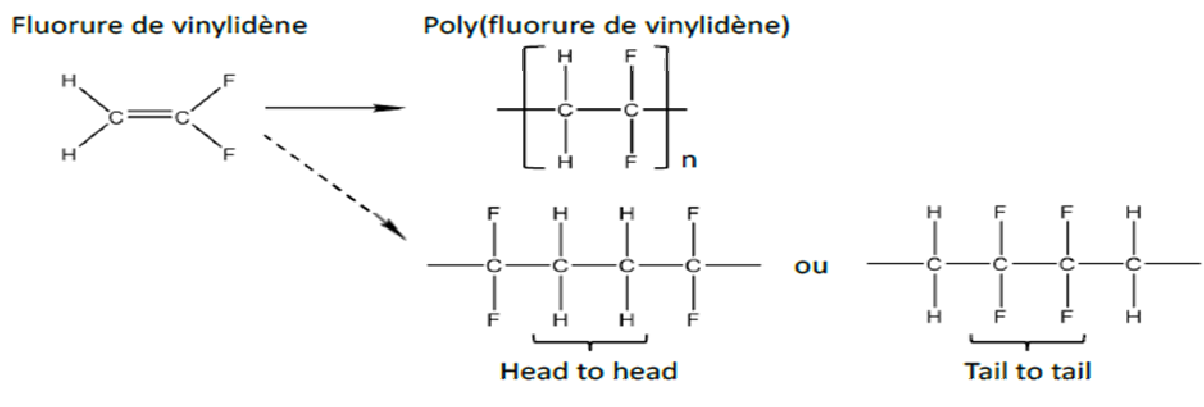 Fluorure de vinylidène Poly(fluorure de vinylidène)
H F
H F
C C
C C
H F
H F
n
F H H F H F F H
C C C C ou C C C C
F H H F H F F H
Head to head Tail to tail